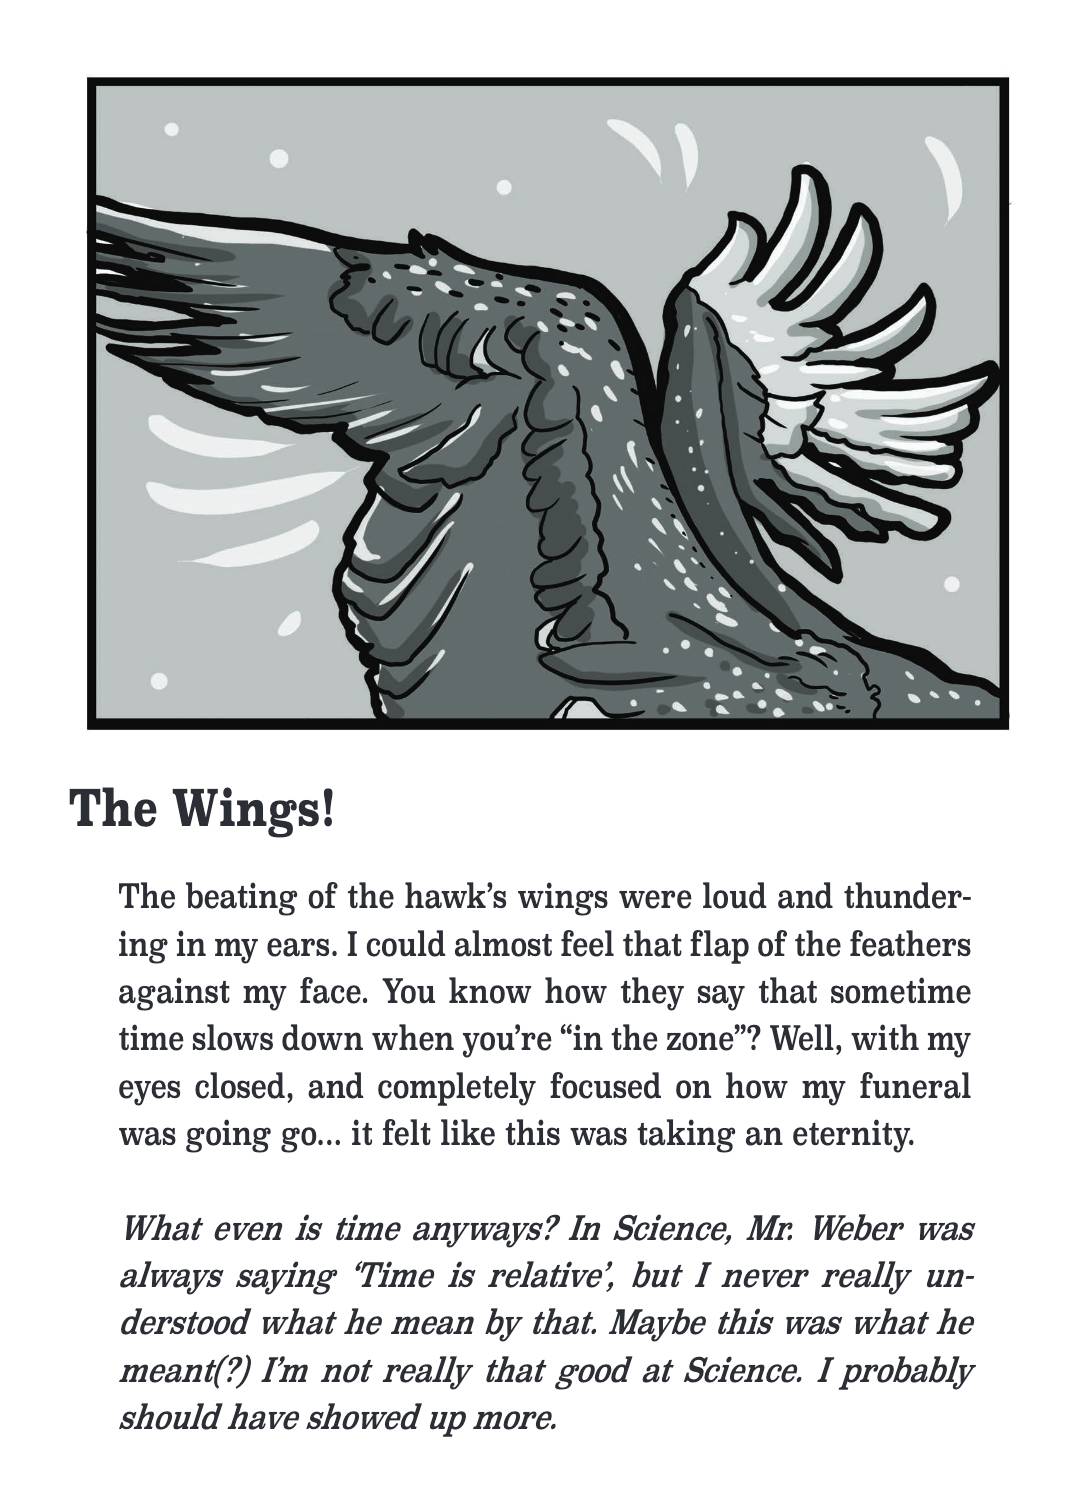 The Wings!
The beating of the hawk’s wings were loud and thunder-
ing in my ears. I could almost feel that flap of the feathers
against my face. You know how they say that sometime
time slows down when you’re “in the zone”? Well, with my
eyes closed, and completely focused on how my funeral
was going go... it felt like this was taking an eternity.
What even is time anyways? In Science, Mr. Weber was
always saying ‘Time is relative’, but I never really un-
derstood what he mean by that. Maybe this was what he
meant(?) I’m not really that good at Science. I probably
should have showed up more.